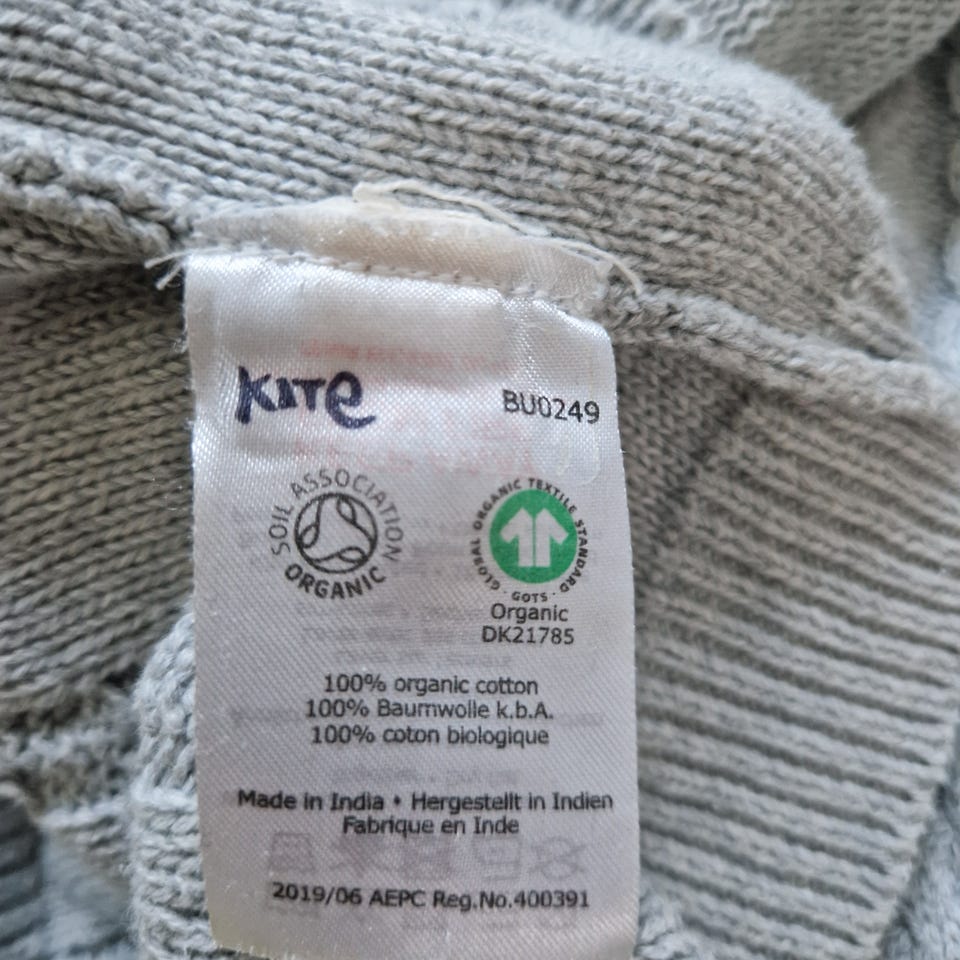 KITE
BU0249
SOIL ASSOCIATION
ORGANIC
GLOBAL ORGANIC TEXTILE STANDARD
· GOTS ·
Organic
DK21785
100% organic cotton
100% Baumwolle k.b.A.
100% coton biologique
Made in India • Hergestellt in Indien
Fabrique en Inde
2019/06 AEPC Reg.No.400391